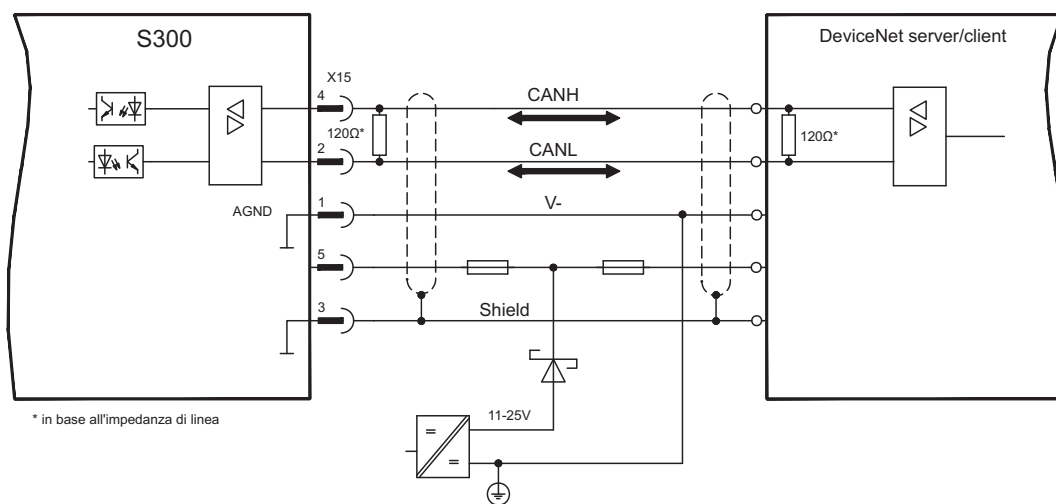 S300
DeviceNet server/client
X15
4
CANH
120Ω*
120Ω*
2
CANL
AGND
1
V-
5
3
Shield
* in base all'impedanza di linea
11-25V
=
=